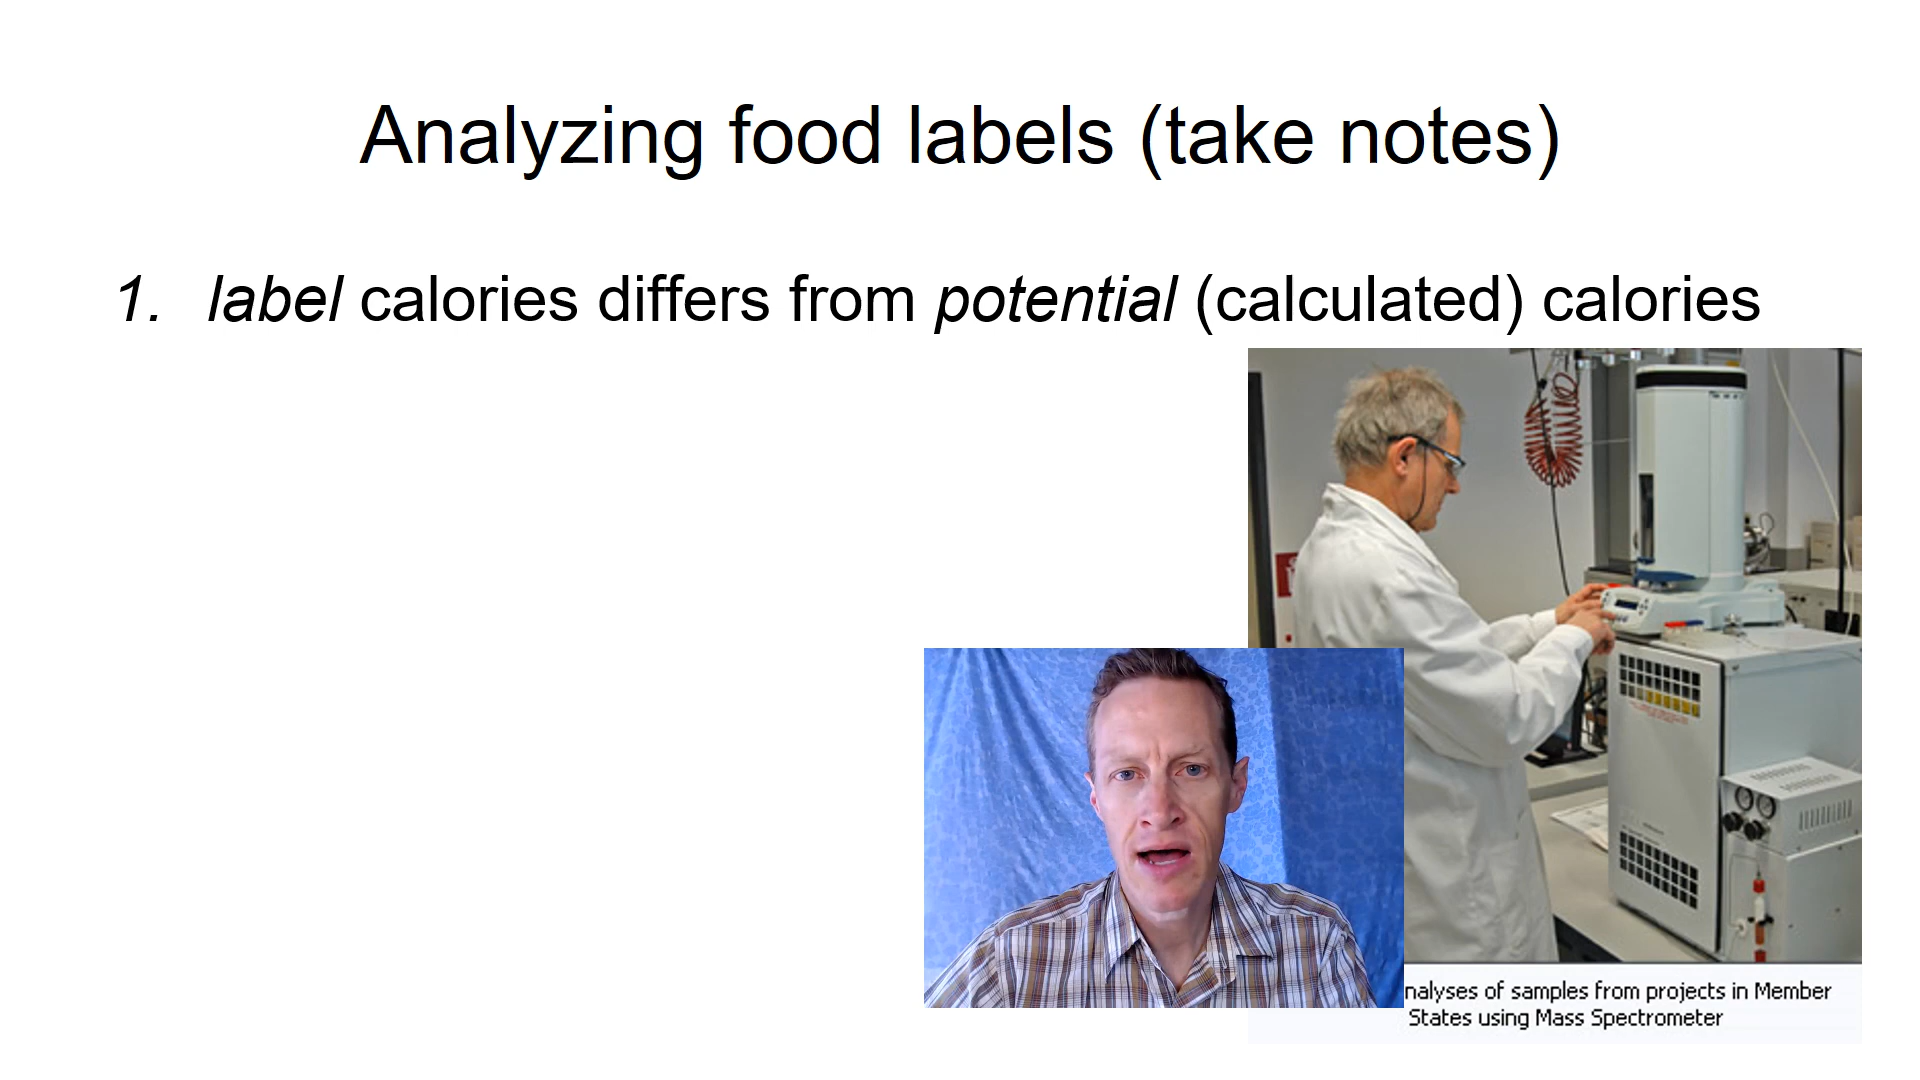 Analyzing food labels (take notes)
1. label calories differs from potential (calculated) calories
nalyses of samples from projects in Member
States using Mass Spectrometer